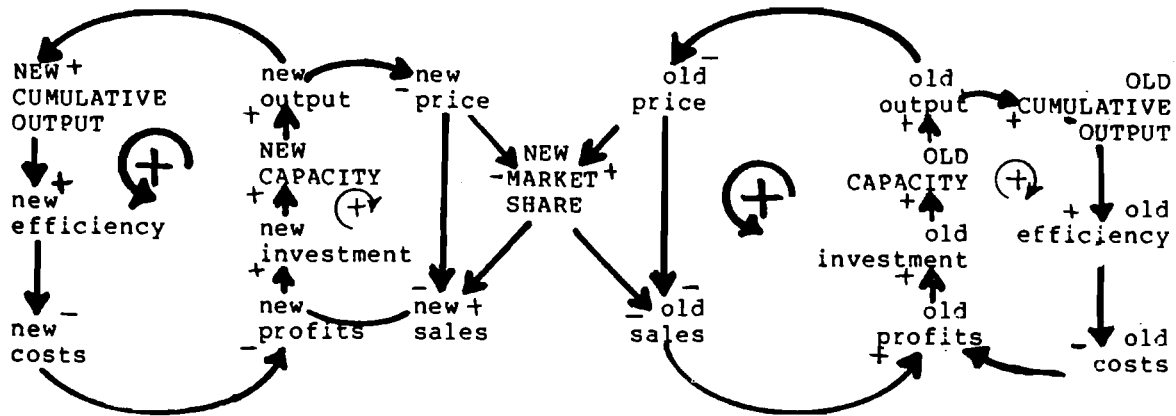 NEW +
CUMULATIVE
OUTPUT
+
new
efficiency
-
new
costs
+
new
output
+
NEW
CAPACITY
+
+
new
investment
+
new
profits
-
new
- price
NEW
- MARKET +
SHARE
- new +
sales
old -
price
+
-
- old
sales
old
output
+
OLD
CAPACITY
+
old
investment
+
old
profits
+
+
OLD
+ CUMULATIVE
- OUTPUT
+ old
efficiency
- old
costs